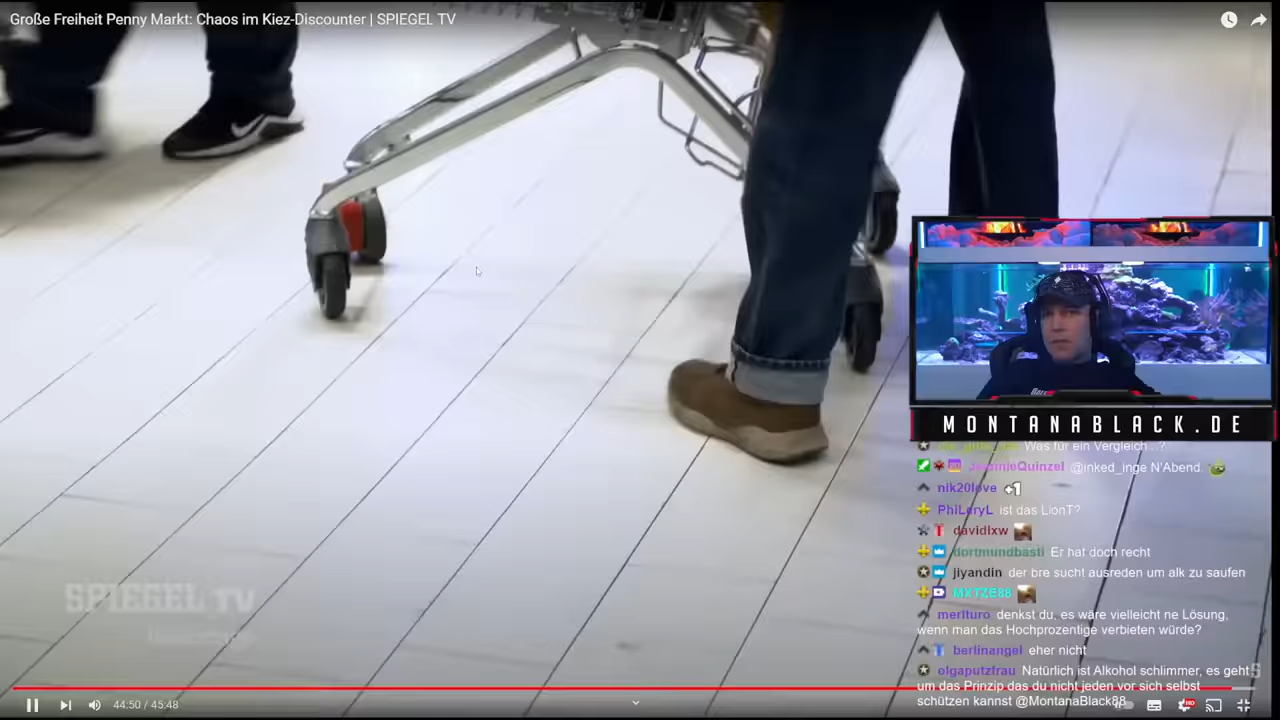 Große Freiheit Penny Markt: Chaos im Kiez-Discounter | SPIEGEL TV
SPIEGEL TV
MONTANABLACK.DE
Was für ein Vergleich...?
@inked_inge N'Abend.
nik20love +1
PhiLoryL ist das LionT?
davidlxw
dortmundbasti Er hat doch recht
jiyandin der bre sucht ausreden um alk zu saufen
MXTZE88
merlturo denkst du, es wäre vielleicht ne Lösung,
wenn man das Hochprozentige verbieten würde?
berlinangel eher nicht
olgaputzfrau Natürlich ist Alkohol schlimmer, es geht
um das Prinzip das du nicht jeden vor sich selbst
schützen kannst @MontanaBlack88
44:50 / 45:48
HD